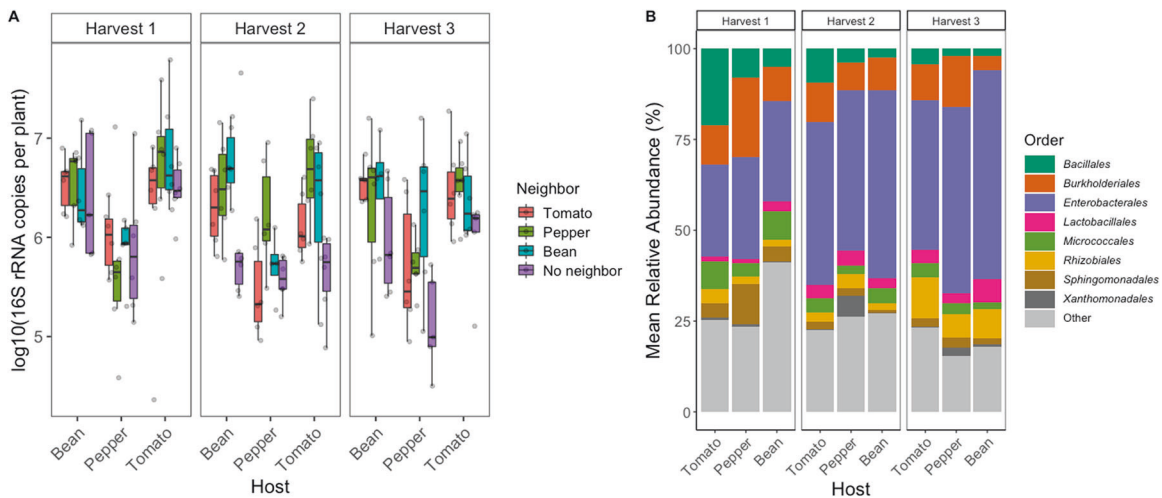 A
Harvest 1
Harvest 2
Harvest 3
log10(16S rRNA copies per plant)
7
6
5
Bean
Pepper
Tomato
Bean
Pepper
Tomato
Bean
Pepper
Tomato
Host
Neighbor
Tomato
Pepper
Bean
No neighbor
B
Harvest 1
Harvest 2
Harvest 3
Mean Relative Abundance (%)
100
75
50
25
0
Tomato
Pepper
Bean
Tomato
Pepper
Bean
Tomato
Pepper
Bean
Host
Order
Bacillales
Burkholderiales
Enterobacterales
Lactobacillales
Micrococcales
Rhizobiales
Sphingomonadales
Xanthomonadales
Other